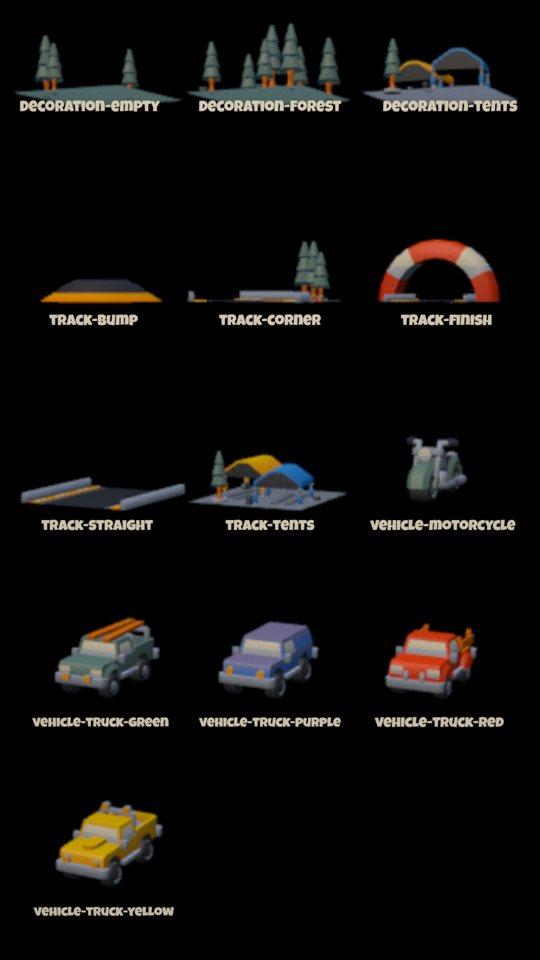 Decoration-empty
Decoration-forest
Decoration-tents
Track-bump
Track-corner
Track-finish
Track-straight
Track-tents
Vehicle-motorcycle
Vehicle-truck-green
Vehicle-truck-purple
Vehicle-truck-red
Vehicle-truck-yellow